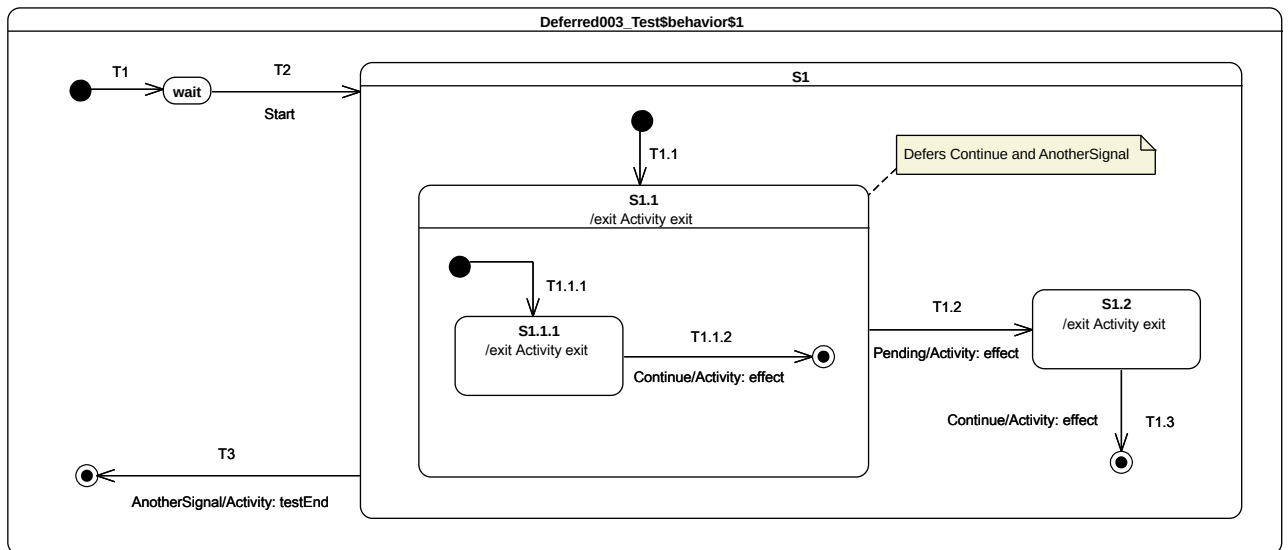 Deferred003_Test$behavior$1
T1
wait
T2
Start
S1
T1.1
Defers Continue and AnotherSignal
S1.1
/exit Activity exit
T1.1.1
S1.1.1
/exit Activity exit
T1.1.2
Continue/Activity: effect
T1.2
Pending/Activity: effect
S1.2
/exit Activity exit
Continue/Activity: effect
T1.3
T3
AnotherSignal/Activity: testEnd